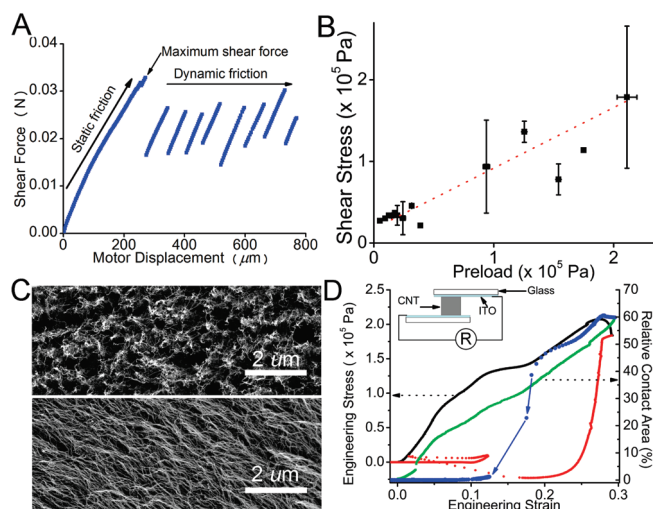 A
0.04
0.03
0.02
0.01
0.00
Shear Force (N)
Maximum shear force
Dynamic friction
Static friction
0 200 400 600 800
Motor Displacement (μm)
B
2
1
0
Shear Stress (x 10⁵ Pa)
0 1 2
Preload (x 10⁵ Pa)
C
2 um
2 um
D
2.5
2.0
1.5
1.0
0.5
0.0
Engineering Stress (x 10⁵ Pa)
CNT
Glass
ITO
R
70
60
50
40
30
20
10
0
Relative Contact Area (%)
0.0 0.1 0.2 0.3
Engineering Strain